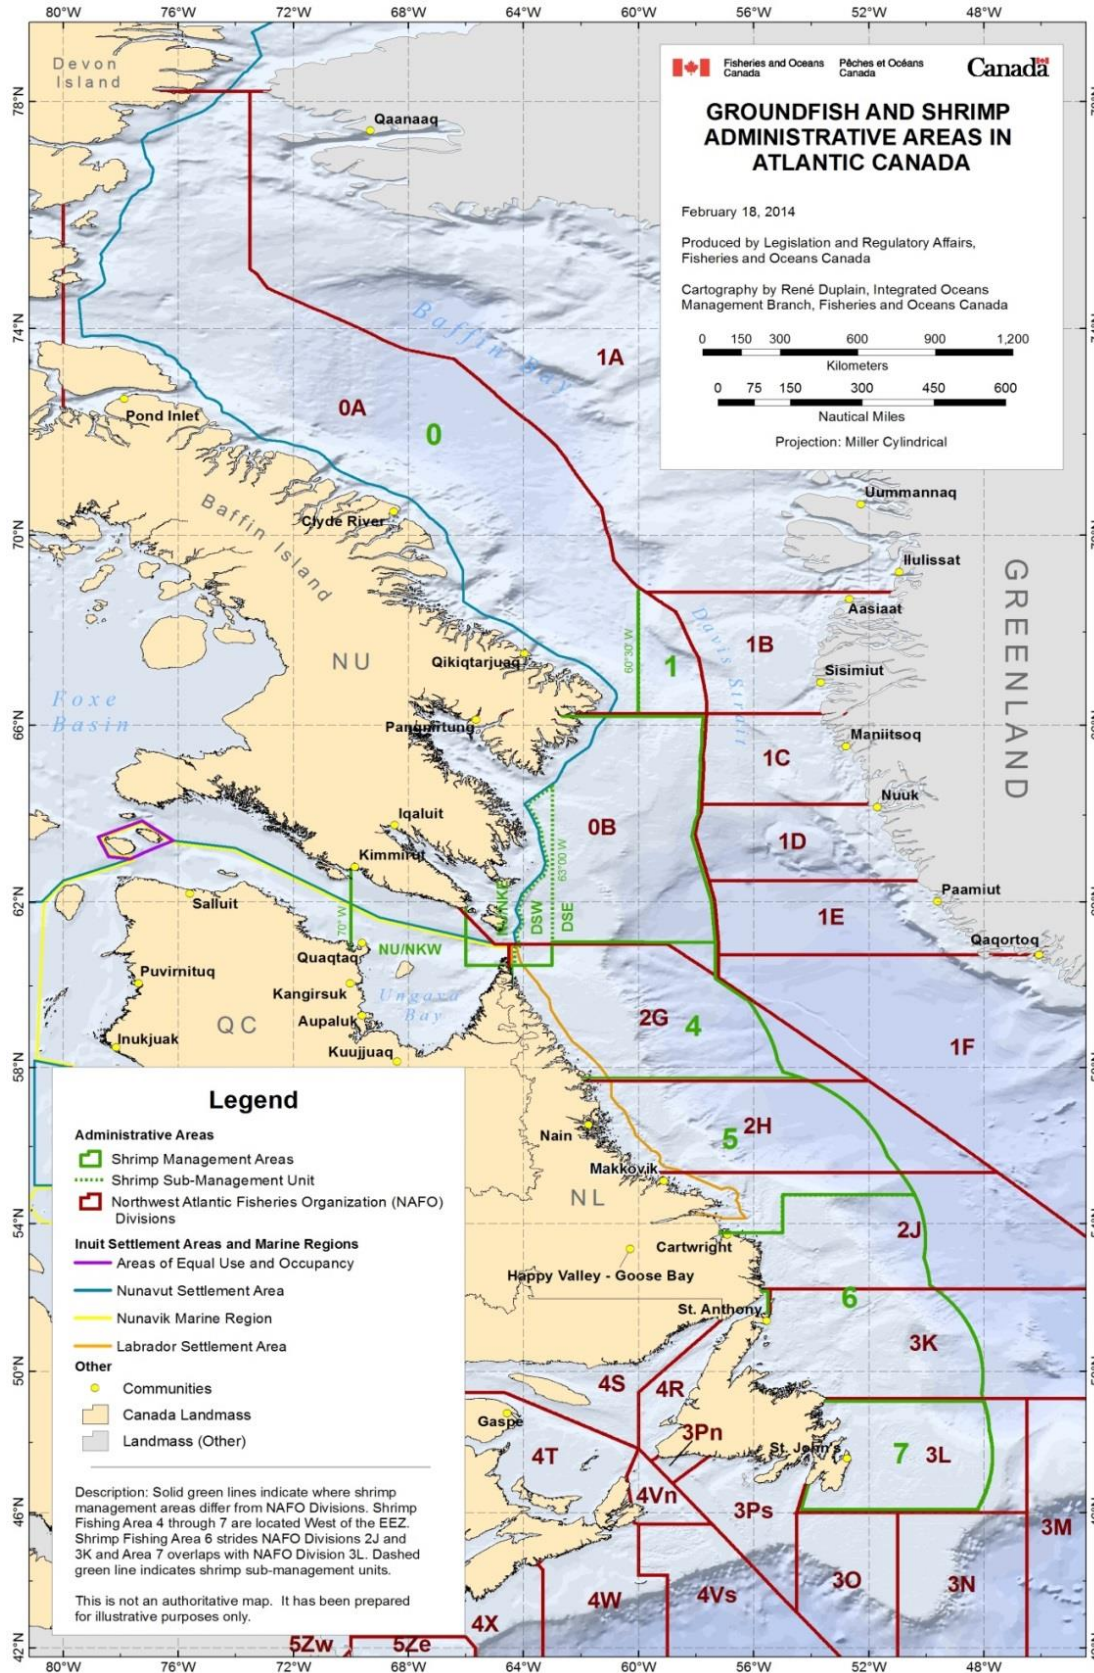 80°W 76°W 72°W 68°W 64°W 60°W 56°W 52°W 48°W
Devon
Island
Fisheries and Oceans
Canada
Pêches et Océans
Canada
Canada
GROUNDFISH AND SHRIMP
ADMINISTRATIVE AREAS IN
ATLANTIC CANADA
February 18, 2014
Produced by Legislation and Regulatory Affairs,
Fisheries and Oceans Canada
Cartography by René Duplain, Integrated Oceans
Management Branch, Fisheries and Oceans Canada
0 150 300 600 900 1,200
Kilometers
0 75 150 300 450 600
Nautical Miles
Projection: Miller Cylindrical
78°N
Qaanaaq
74°N
Baffin Bay
1A
0A
0
Pond Inlet
Uummannaq
Clyde River
Baffin Island
70°N
Ilulissat
Aasiaat
GREENLAND
Davis Strait
1B
60°30' W
1
NU
Qikiqtarjuaq
Sisimiut
Foxe
Basin
66°N
Pangnirtung
Maniitsoq
1C
Nuuk
Iqaluit
0B
1D
Kimmirut
63°00' W
Paamiut
62°N
Salluit
NU/NKE
DSW
DSE
1E
70° W
Quaqtaq
NU/NKW
Qaqortoq
Puvirnituq
Kangirsuk
Ungava
Bay
QC
Aupaluk
2G
4
1F
Inukjuak
Kuujjuaq
58°N
Nain
5
2H
Makkovik
NL
54°N
Cartwright
2J
Happy Valley - Goose Bay
6
St. Anthony
3K
50°N
4S
4R
Gaspe
3Pn
St. John's
7
3L
4T
4Vn
3Ps
46°N
3M
3O
3N
4W
4Vs
4X
5Zw
5Ze
42°N
Legend
Administrative Areas
Shrimp Management Areas
Shrimp Sub-Management Unit
Northwest Atlantic Fisheries Organization (NAFO)
Divisions
Inuit Settlement Areas and Marine Regions
Areas of Equal Use and Occupancy
Nunavut Settlement Area
Nunavik Marine Region
Labrador Settlement Area
Other
Communities
Canada Landmass
Landmass (Other)
Description: Solid green lines indicate where shrimp
management areas differ from NAFO Divisions. Shrimp
Fishing Area 4 through 7 are located West of the EEZ.
Shrimp Fishing Area 6 strides NAFO Divisions 2J and
3K and Area 7 overlaps with NAFO Division 3L. Dashed
green line indicates shrimp sub-management units.
This is not an authoritative map. It has been prepared
for illustrative purposes only.
80°W 76°W 72°W 68°W 64°W 60°W 56°W 52°W 48°W